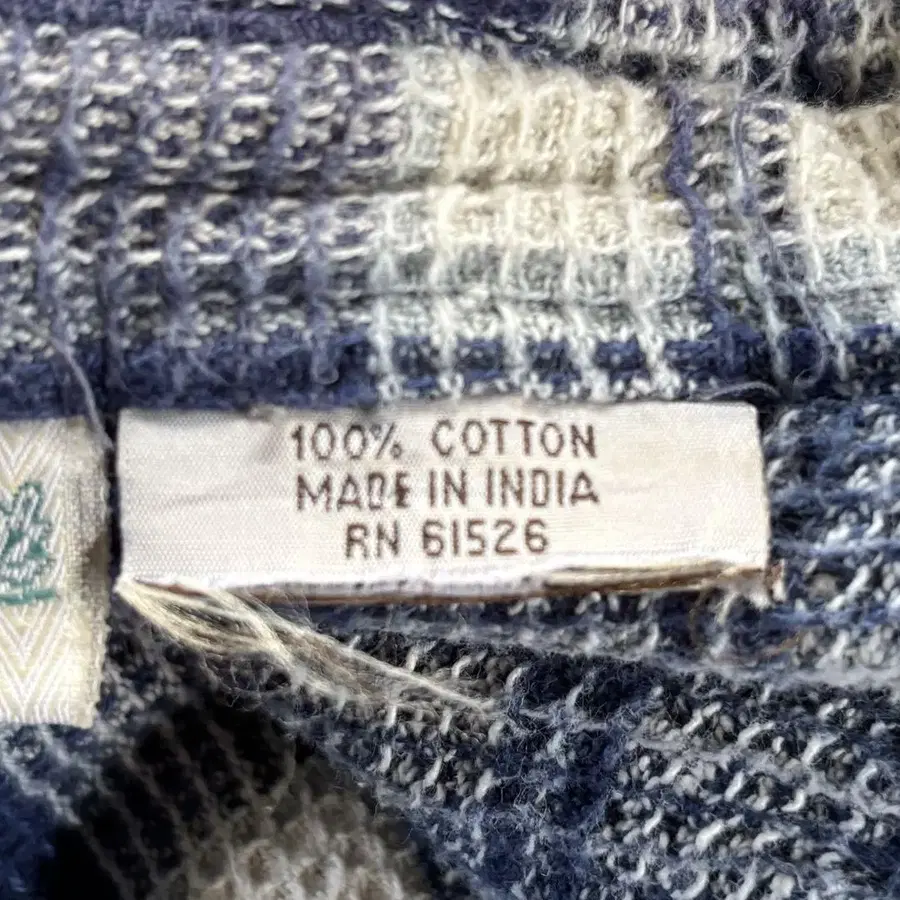 100% COTTON
MADE IN INDIA
RN 61526